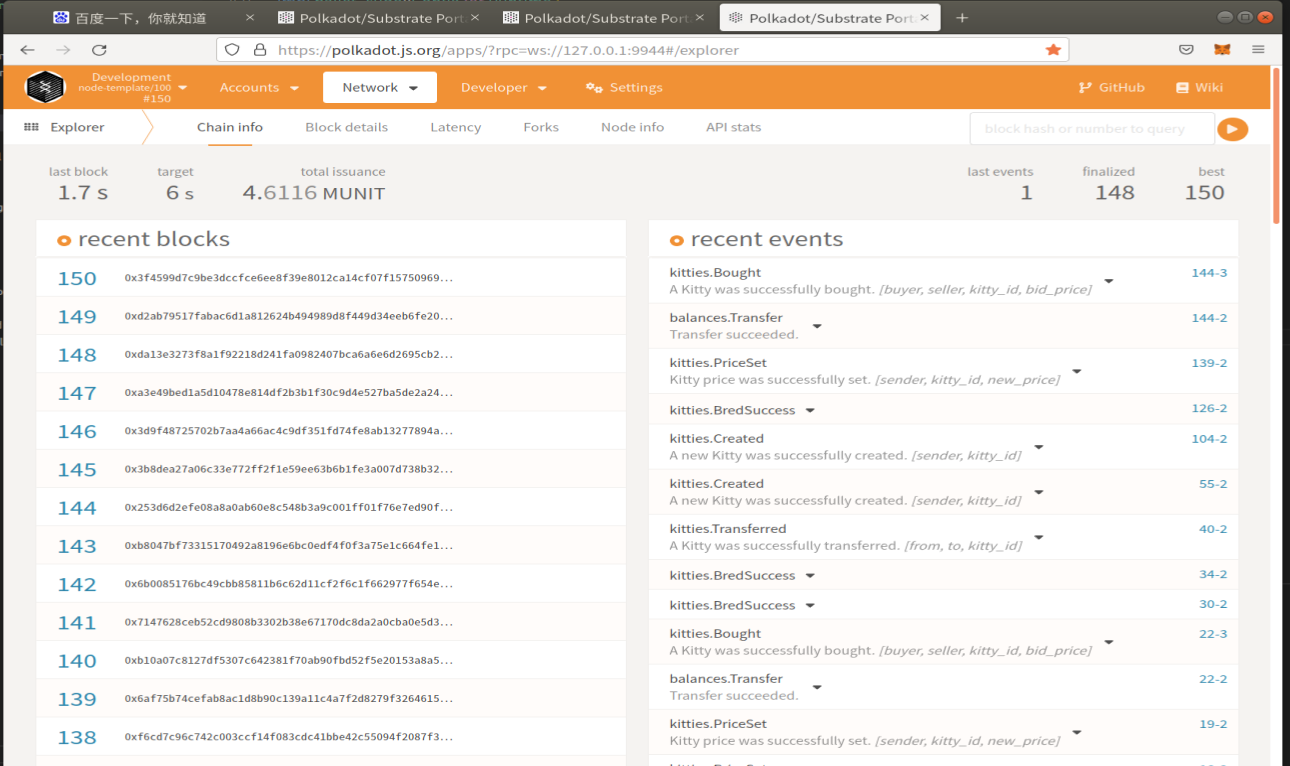 百度一下，你就知道
Polkadot/Substrate Port
Polkadot/Substrate Port
Polkadot/Substrate Port
https://polkadot.js.org/apps/?rpc=ws://127.0.0.1:9944#/explorer
Development
node-template/100
#150
Accounts
Network
Developer
Settings
GitHub
Wiki
Explorer
Chain info
Block details
Latency
Forks
Node info
API stats
block hash or number to query
last block
1.7 s
target
6 s
total issuance
4.6116 MUNIT
last events
1
finalized
148
best
150
recent blocks
150 0x3f4599d7c9be3dccfce6ee8f39e8012ca14cf07f15750969...
149 0xd2ab79517fabac6d1a812624b494989d8f449d34eeb6fe20...
148 0xda13e3273f8a1f92218d241fa0982407bca6a6e6d2695cb2...
147 0xa3e49bed1a5d10478e814df2b3b1f30c9d4e527ba5de2a24...
146 0x3d9f48725702b7aa4a66ac4c9df351fd74fe8ab13277894a...
145 0x3b8dea27a06c33e772ff2f1e59ee63b6b1fe3a007d738b32...
144 0x253d6d2efe08a8a0ab60e8c548b3a9c001ff01f76e7ed90f...
143 0xb8047bf73315170492a8196e6bc0edf4f0f3a75e1c664fe1...
142 0x6b0085176bc49cbb85811b6c62d11cf2f6c1f662977f654e...
141 0x7147628ceb52cd9808b3302b38e67170dc8da2a0cba0e5d3...
140 0xb10a07c8127df5307c642381f70ab90fbd52f5e20153a8a5...
139 0x6af75b74cefab8ac1d8b90c139a11c4a7f2d8279f3264615...
138 0xf6cd7c96c742c003ccf14f083cdc41bbe42c55094f2087f3...
recent events
kitties.Bought 144-3
A Kitty was successfully bought. [buyer, seller, kitty_id, bid_price]
balances.Transfer 144-2
Transfer succeeded.
kitties.PriceSet 139-2
Kitty price was successfully set. [sender, kitty_id, new_price]
kitties.BredSuccess 126-2
kitties.Created 104-2
A new Kitty was successfully created. [sender, kitty_id]
kitties.Created 55-2
A new Kitty was successfully created. [sender, kitty_id]
kitties.Transferred 40-2
A Kitty was successfully transferred. [from, to, kitty_id]
kitties.BredSuccess 34-2
kitties.BredSuccess 30-2
kitties.Bought 22-3
A Kitty was successfully bought. [buyer, seller, kitty_id, bid_price]
balances.Transfer 22-2
Transfer succeeded.
kitties.PriceSet 19-2
Kitty price was successfully set. [sender, kitty_id, new_price]